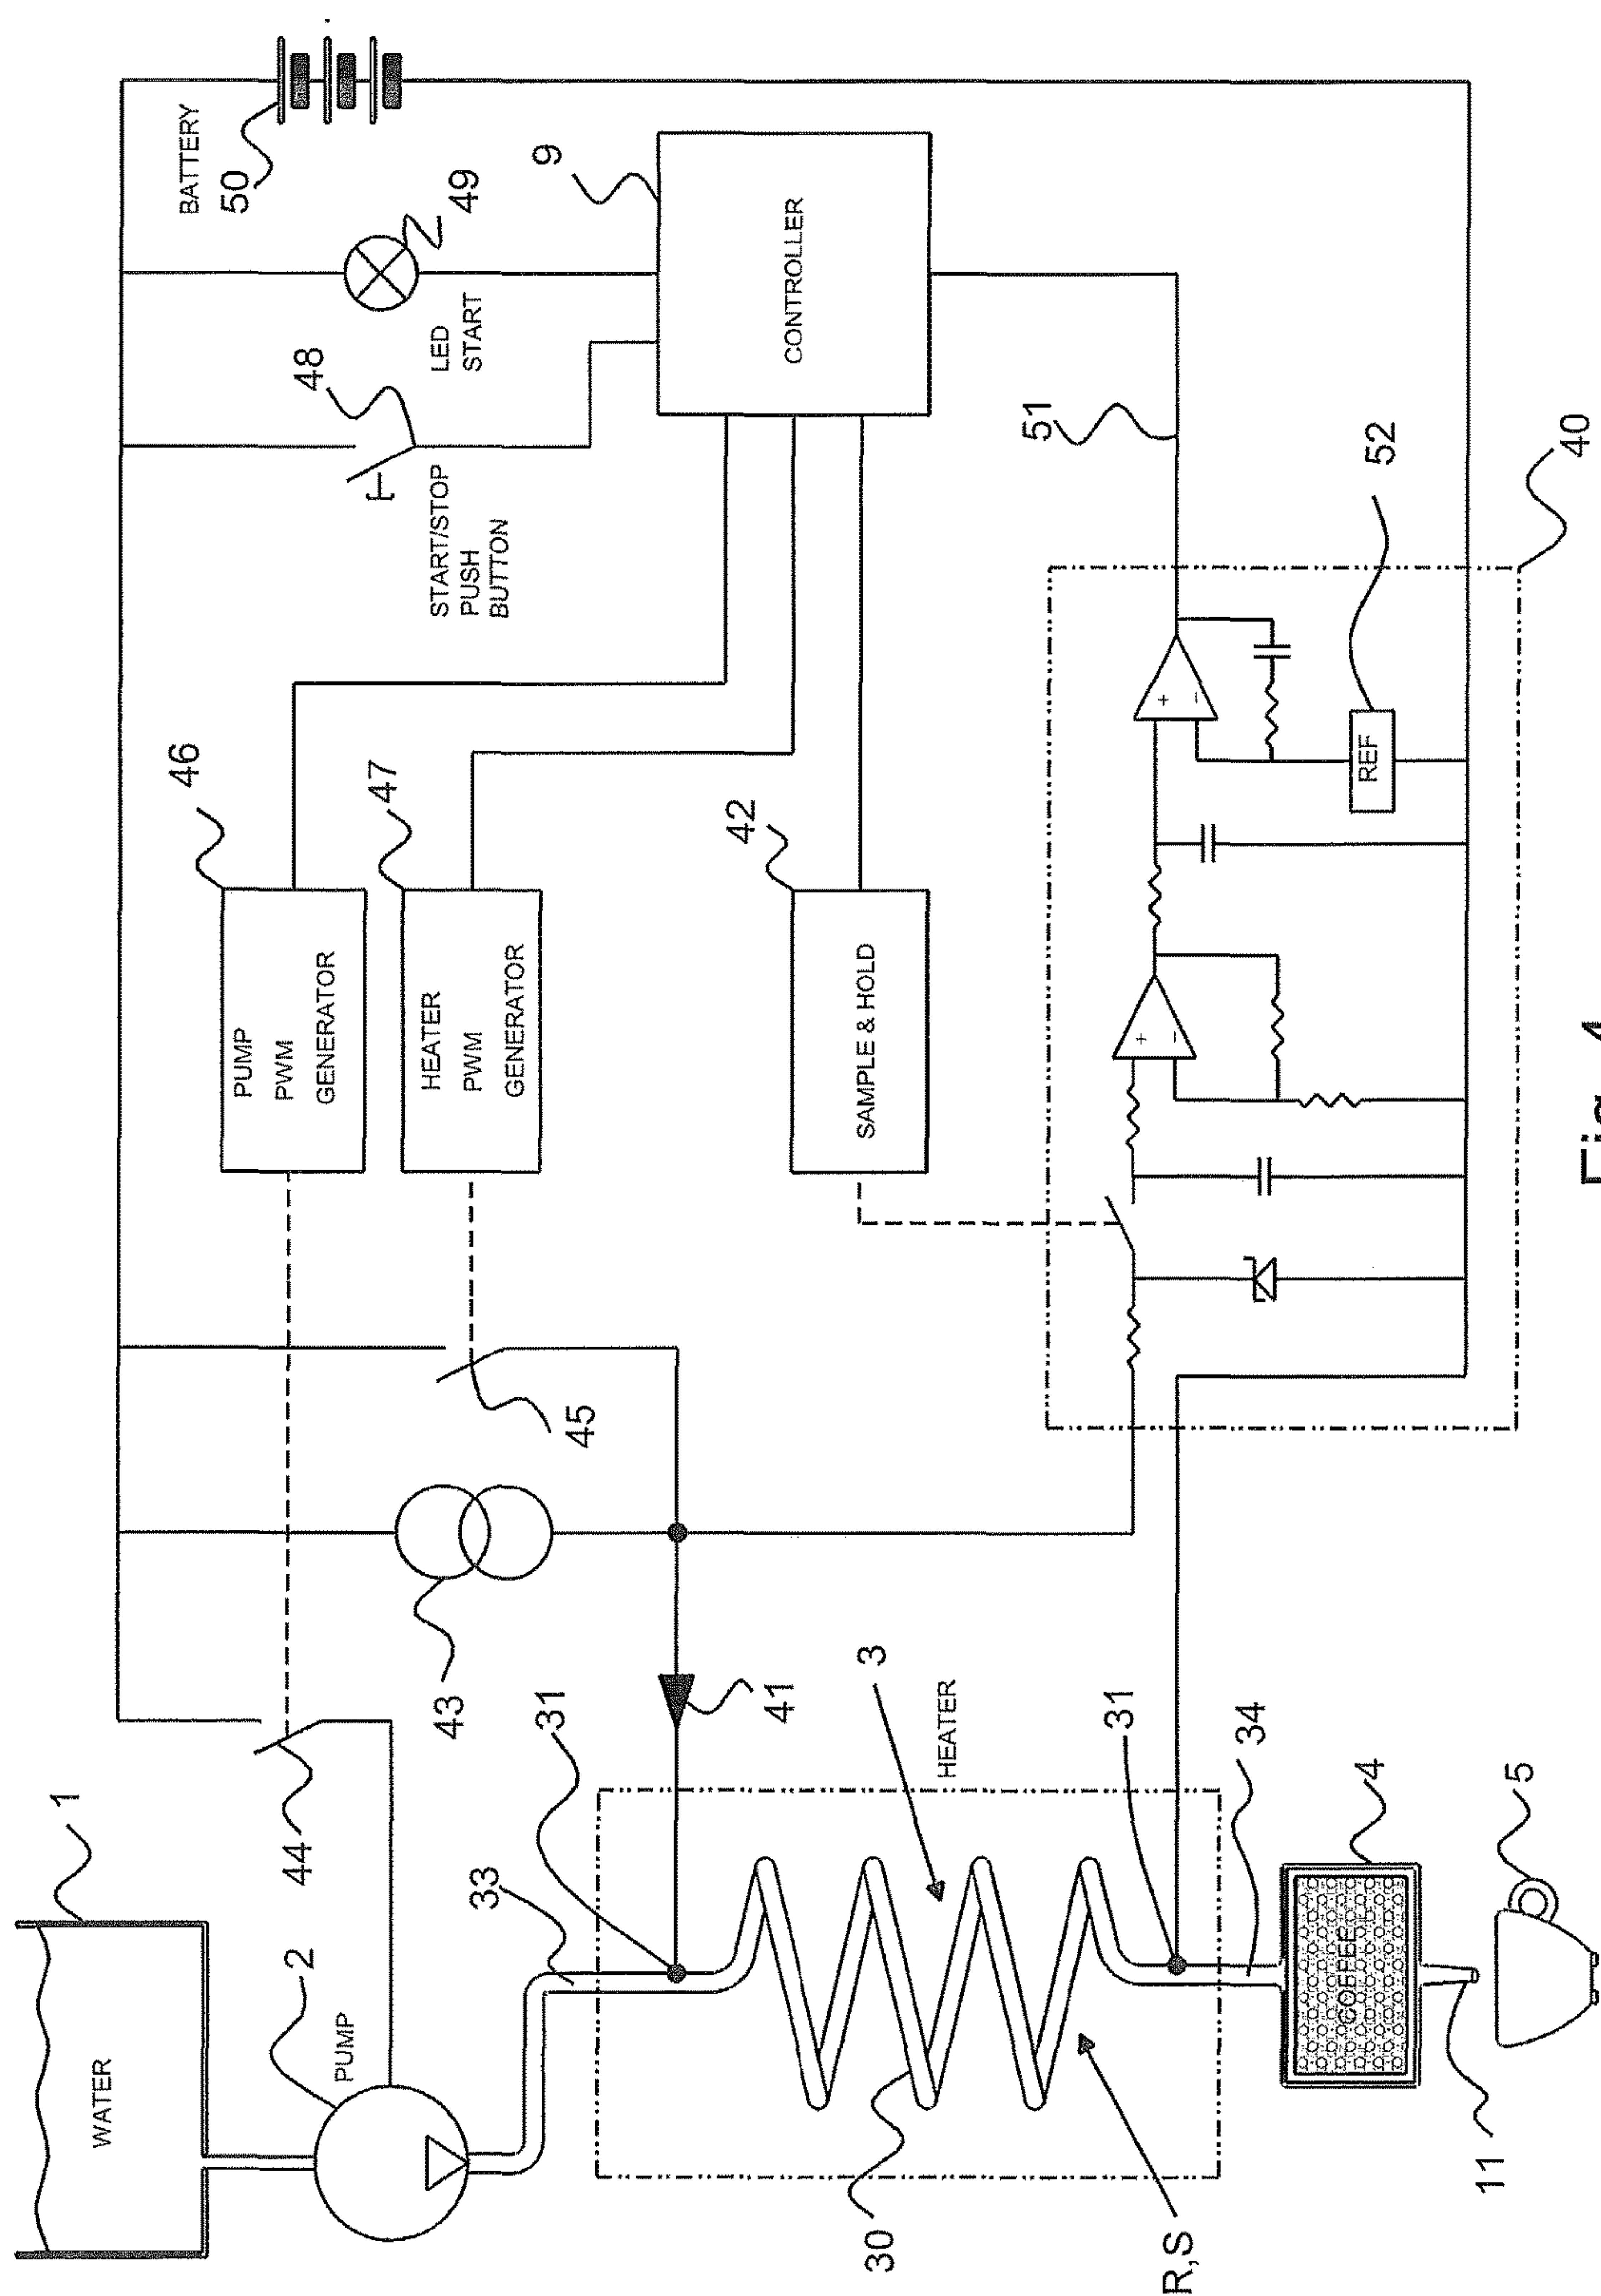 WATER
1
2
PUMP
44
33
43
31
41
3
HEATER
30
R,S
31
34
COFFEE
4
5
11
45
46
PUMP
PWM
GENERATOR
47
HEATER
PWM
GENERATOR
42
SAMPLE & HOLD
48
START/STOP
PUSH
BUTTON
LED
START
49
BATTERY
50
9
CONTROLLER
51
+
-
+
-
REF
52
40
Fig. 4